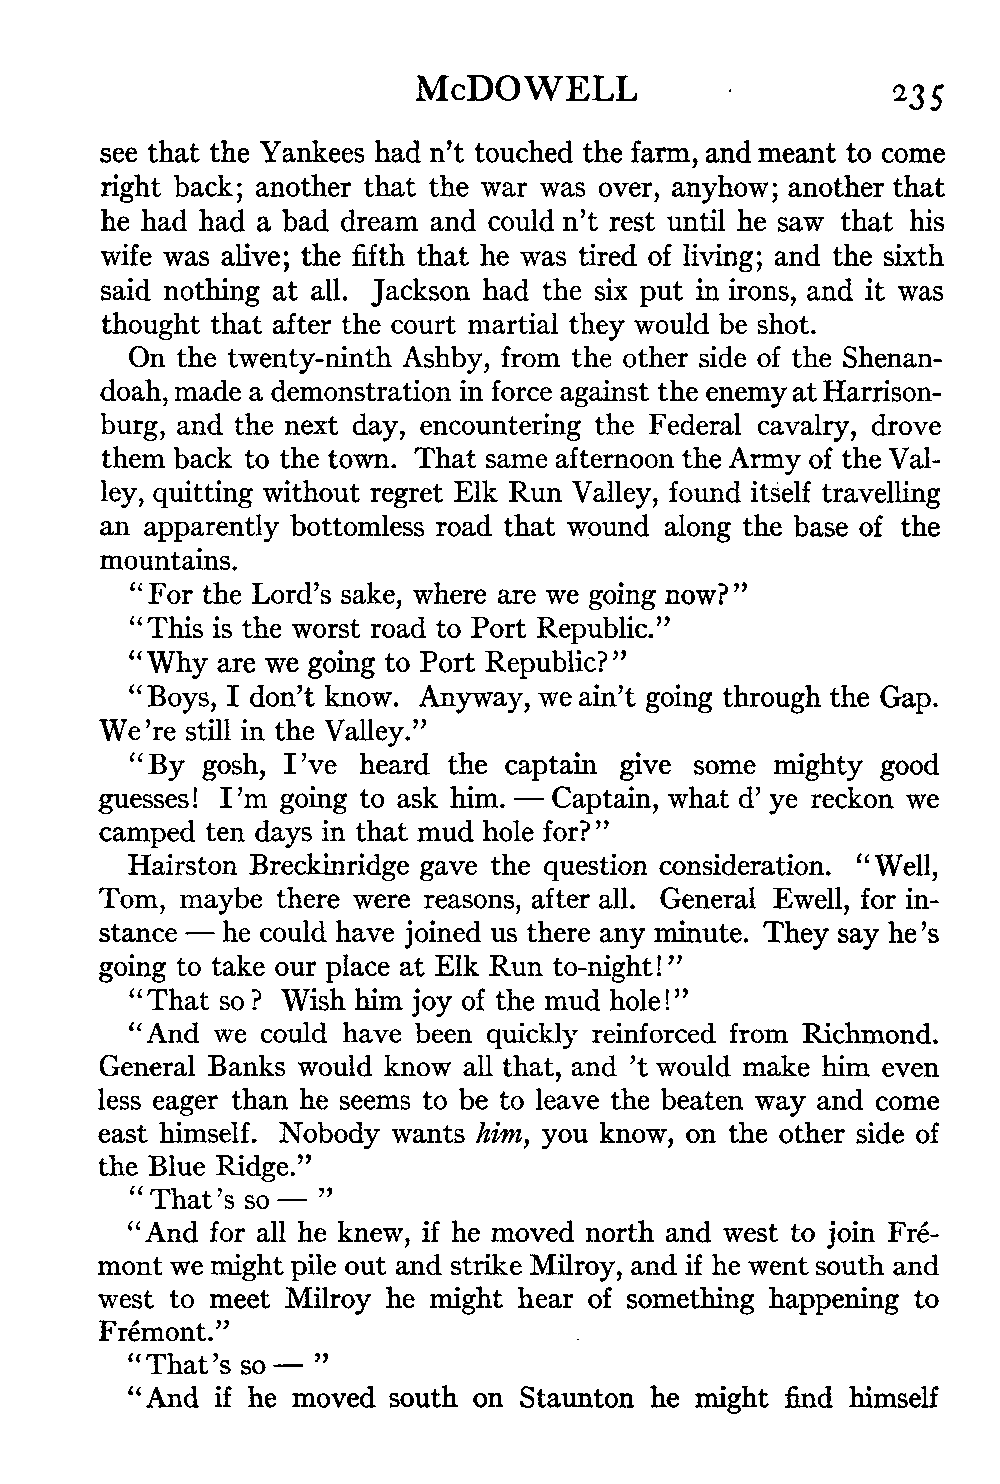 McDOWELL 235
see that the Yankees had n't touched the farm, and meant to come
right back; another that the war was over, anyhow; another that
he had had a bad dream and could n't rest until he saw that his
wife was alive; the fifth that he was tired of living; and the sixth
said nothing at all. Jackson had the six put in irons, and it was
thought that after the court martial they would be shot.
On the twenty-ninth Ashby, from the other side of the Shenan-
doah, made a demonstration in force against the enemy at Harrison-
burg, and the next day, encountering the Federal cavalry, drove
them back to the town. That same afternoon the Army of the Val-
ley, quitting without regret Elk Run Valley, found itself travelling
an apparently bottomless road that wound along the base of the
mountains.
"For the Lord's sake, where are we going now?"
"This is the worst road to Port Republic."
"Why are we going to Port Republic?"
"Boys, I don't know. Anyway, we ain't going through the Gap.
We're still in the Valley."
"By gosh, I've heard the captain give some mighty good
guesses! I'm going to ask him. — Captain, what d' ye reckon we
camped ten days in that mud hole for?"
Hairston Breckinridge gave the question consideration. "Well,
Tom, maybe there were reasons, after all. General Ewell, for in-
stance — he could have joined us there any minute. They say he's
going to take our place at Elk Run to-night!"
"That so? Wish him joy of the mud hole!"
"And we could have been quickly reinforced from Richmond.
General Banks would know all that, and 't would make him even
less eager than he seems to be to leave the beaten way and come
east himself. Nobody wants him, you know, on the other side of
the Blue Ridge."
"That's so — "
"And for all he knew, if he moved north and west to join Fré-
mont we might pile out and strike Milroy, and if he went south and
west to meet Milroy he might hear of something happening to
Frémont."
"That's so — "
"And if he moved south on Staunton he might find himself